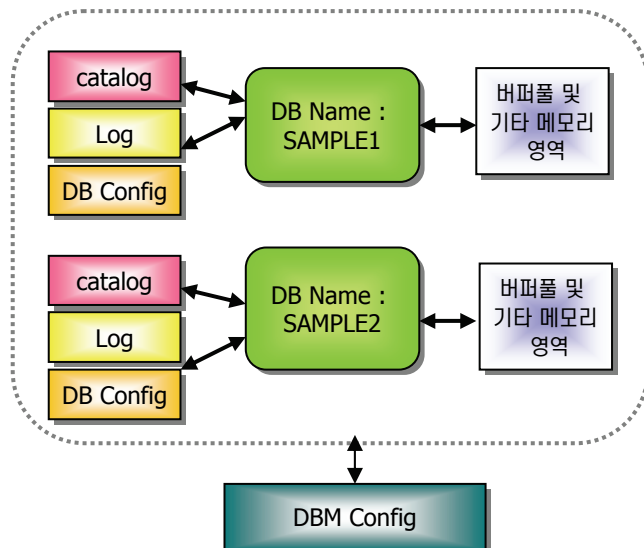 catalog
Log
DB Config
DB Name :
SAMPLE1
버퍼풀 및
기타 메모리
영역
catalog
Log
DB Config
DB Name :
SAMPLE2
버퍼풀 및
기타 메모리
영역
DBM Config